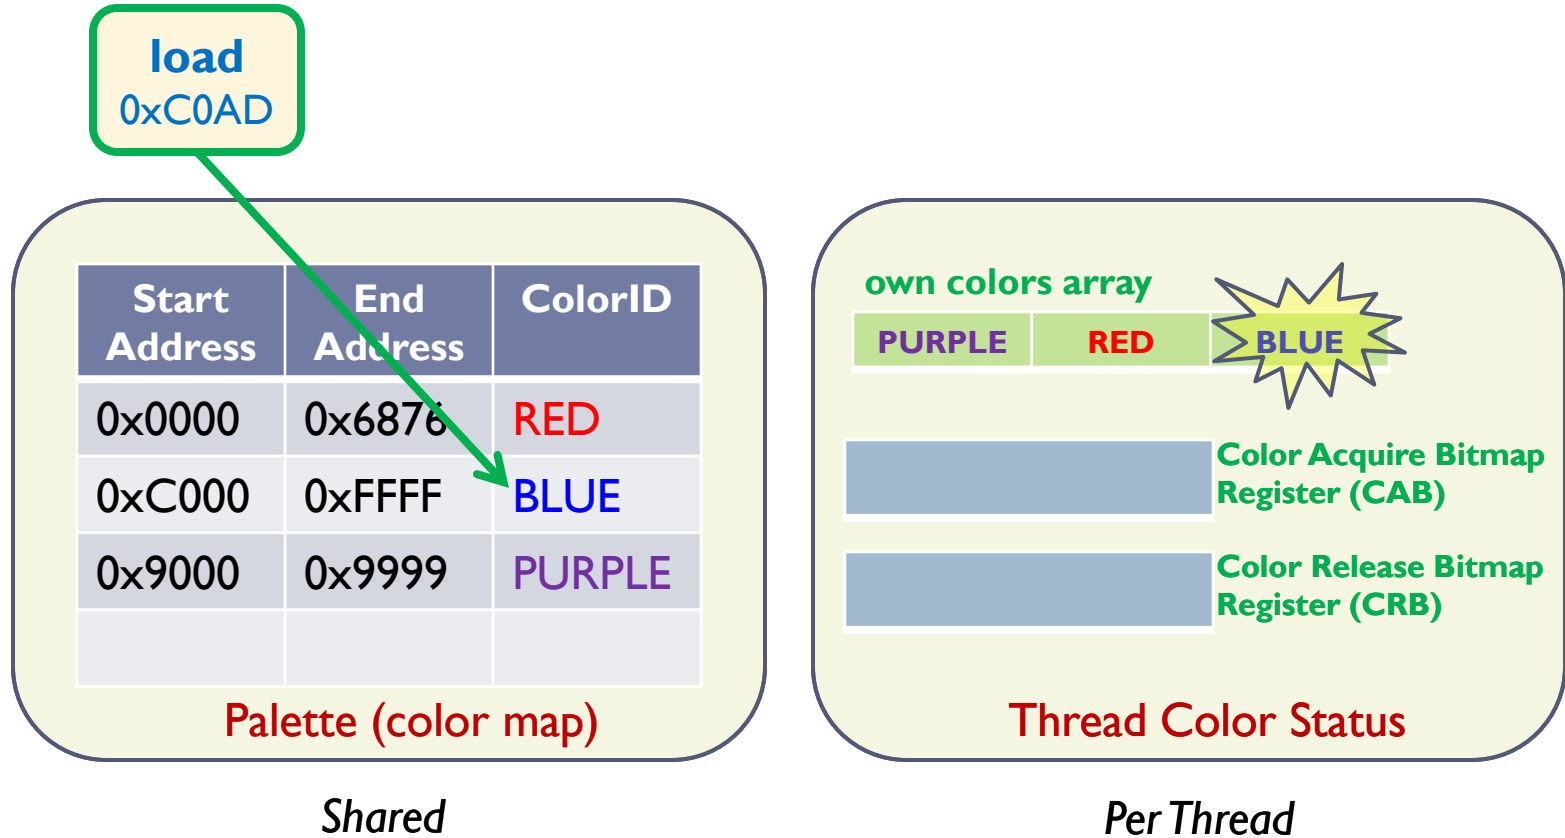 load
0xC0AD
Start
Address
End
Address
ColorID
0x0000
0x6876
RED
0xC000
0xFFFF
BLUE
0x9000
0x9999
PURPLE
Palette (color map)
Shared
own colors array
PURPLE
RED
BLUE
Color Acquire Bitmap
Register (CAB)
Color Release Bitmap
Register (CRB)
Thread Color Status
Per Thread